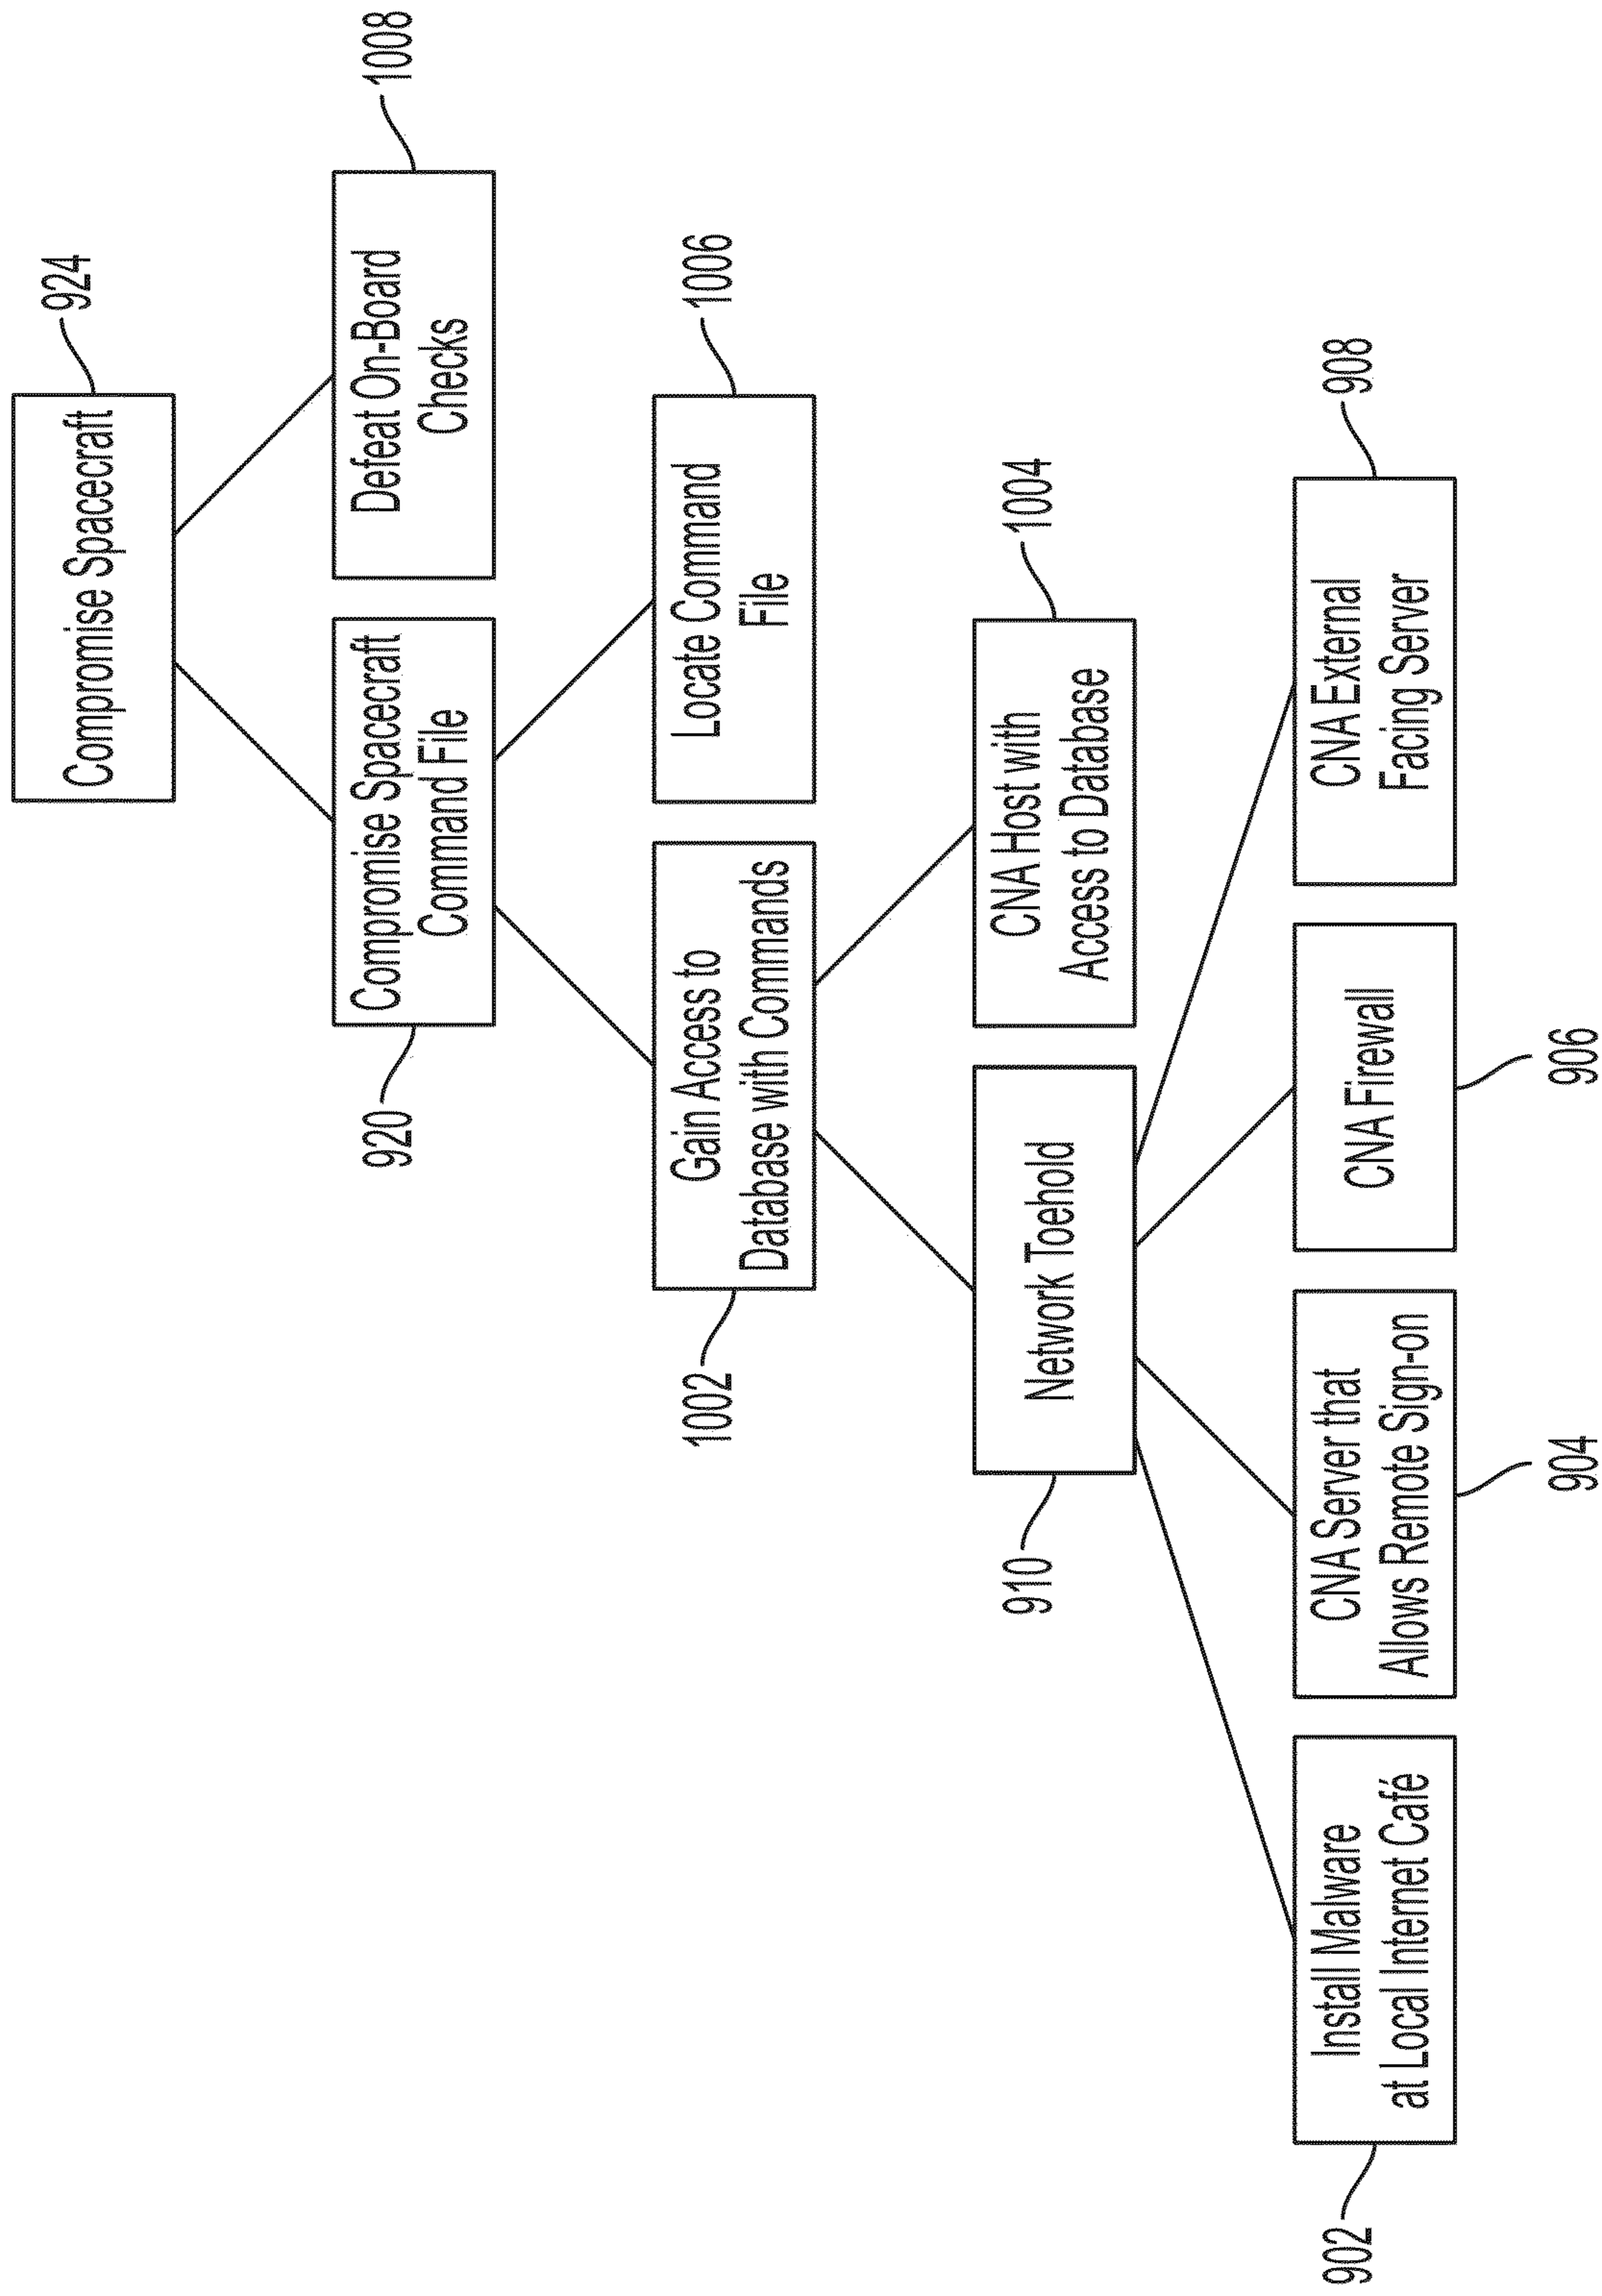 924
Compromise Spacecraft
920
Compromise Spacecraft
Command File
Defeat On-Board
Checks
1008
1002
Gain Access to
Database with Commands
Locate Command
File
1006
910
Network Toehold
CNA Host with
Access to Database
1004
902
Install Malware
at Local Internet Café
CNA Server that
Allows Remote Sign-on
904
CNA Firewall
906
CNA External
Facing Server
908